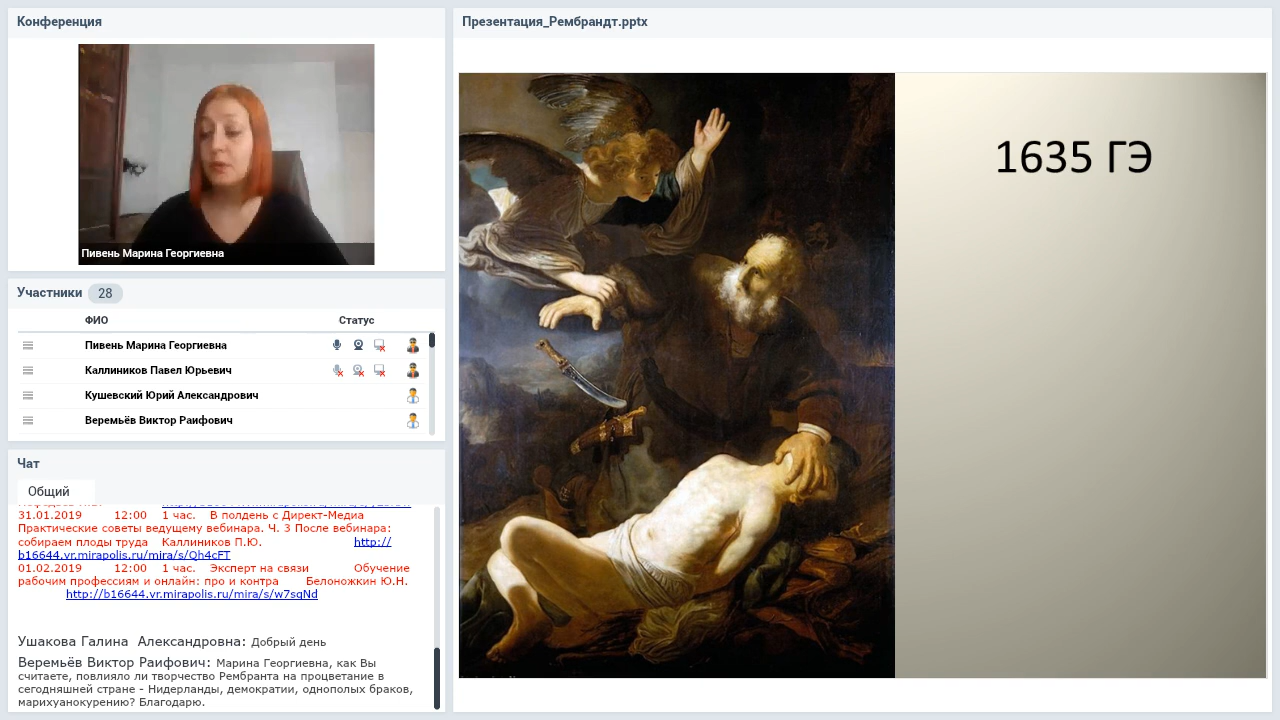 Конференция
Пивень Марина Георгиевна
Участники 28
ФИО Статус
Пивень Марина Георгиевна
Каллиников Павел Юрьевич
Кушевский Юрий Александрович
Веремьёв Виктор Раифович
Чат
Общий
31.01.2019 12:00 1 час. В полдень с Директ-Медиа
Практические советы ведущему вебинара. Ч. 3 После вебинара:
собираем плоды труда Каллиников П.Ю. http://
b16644.vr.mirapolis.ru/mira/s/Qh4cFT
01.02.2019 12:00 1 час. Эксперт на связи Обучение
рабочим профессиям и онлайн: про и контра Белоножкин Ю.Н.
http://b16644.vr.mirapolis.ru/mira/s/w7sqNd
Ушакова Галина Александровна: Добрый день
Веремьёв Виктор Раифович: Марина Георгиевна, как Вы
считаете, повлияло ли творчество Рембранта на процветание в
сегодняшней стране - Нидерланды, демократии, однополых браков,
марихуанокурению? Благодарю.
Презентация_Рембрандт.pptx
1635 ГЭ